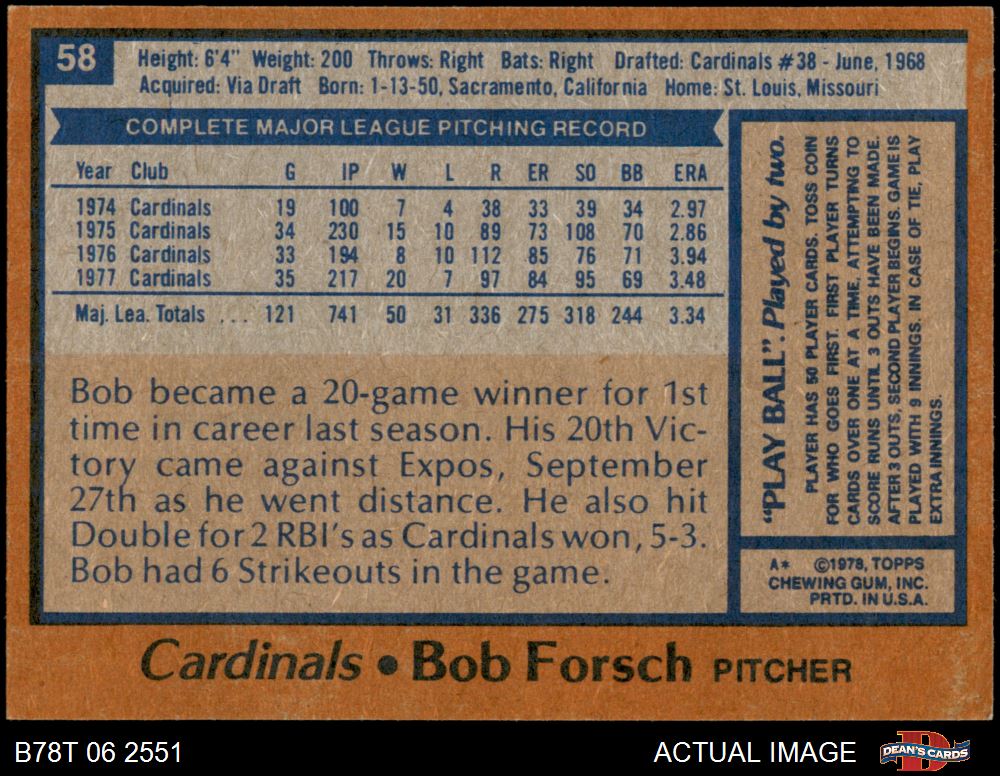 58
Height: 6'4" Weight: 200 Throws: Right Bats: Right Drafted: Cardinals #38 - June, 1968
Acquired: Via Draft Born: 1-13-50, Sacramento, California Home: St. Louis, Missouri
COMPLETE MAJOR LEAGUE PITCHING RECORD
Year Club G IP W L R ER SO BB ERA
1974 Cardinals 19 100 7 4 38 33 39 34 2.97
1975 Cardinals 34 230 15 10 89 73 108 70 2.86
1976 Cardinals 33 194 8 10 112 85 76 71 3.94
1977 Cardinals 35 217 20 7 97 84 95 69 3.48
Maj. Lea. Totals ... 121 741 50 31 336 275 318 244 3.34
Bob became a 20-game winner for 1st
time in career last season. His 20th Vic-
tory came against Expos, September
27th as he went distance. He also hit
Double for 2 RBI's as Cardinals won, 5-3.
Bob had 6 Strikeouts in the game.
"PLAY BALL". Played by two.
PLAYER HAS 50 PLAYER CARDS. TOSS COIN
FOR WHO GOES FIRST. FIRST PLAYER TURNS
CARDS OVER ONE AT A TIME, ATTEMPTING TO
SCORE RUNS UNTIL 3 OUTS HAVE BEEN MADE.
AFTER 3 OUTS, SECOND PLAYER BEGINS. GAME IS
PLAYED WITH 9 INNINGS. IN CASE OF TIE, PLAY
EXTRA INNINGS.
A* ©1978, TOPPS
CHEWING GUM, INC.
PRTD. IN U.S.A.
Cardinals • Bob Forsch PITCHER
B78T 06 2551
ACTUAL IMAGE
D
DEAN'S CARDS